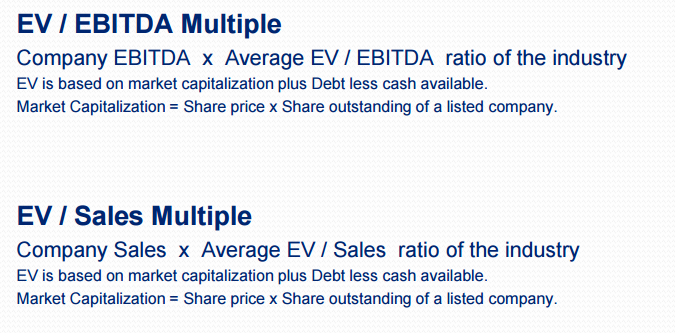 EV / EBITDA Multiple
Company EBITDA x Average EV / EBITDA ratio of the industry
EV is based on market capitalization plus Debt less cash available.
Market Capitalization = Share price x Share outstanding of a listed company.
EV / Sales Multiple
Company Sales x Average EV / Sales ratio of the industry
EV is based on market capitalization plus Debt less cash available.
Market Capitalization = Share price x Share outstanding of a listed company.